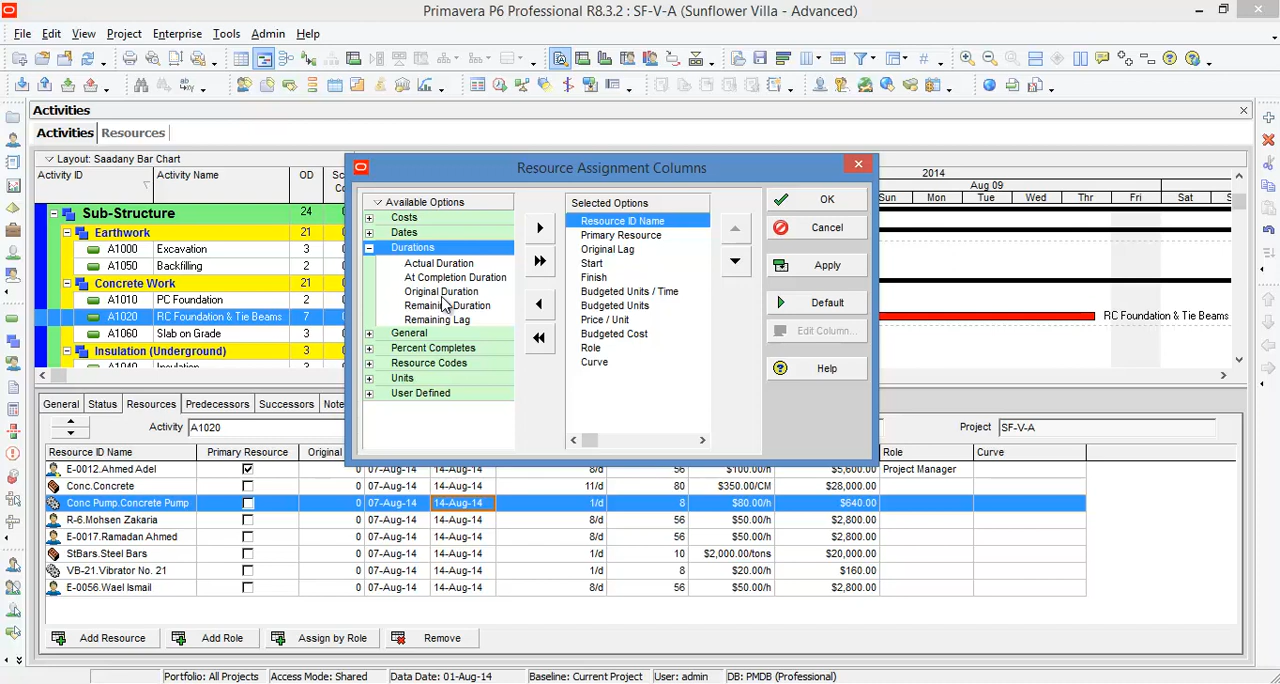 Primavera P6 Professional R8.3.2 : SF-V-A (Sunflower Villa - Advanced)
File Edit View Project Enterprise Tools Admin Help
Activities
Activities Resources
Layout: Saadany Bar Chart
Activity ID Activity Name OD
2014
Aug 09
Sun Mon Tue Wed Thr Fri Sat
Sub-Structure 24
Earthwork 21
A1000 Excavation 3
A1050 Backfilling 2
Concrete Work 21
A1010 PC Foundation 2
A1020 RC Foundation & Tie Beams 7
RC Foundation & Tie Beams
A1060 Slab on Grade 3
Insulation (Underground) 21
Resource Assignment Columns
Available Options
Costs
Dates
Durations
Actual Duration
At Completion Duration
Original Duration
Remaining Duration
Remaining Lag
General
Percent Completes
Resource Codes
Units
User Defined
Selected Options
Resource ID Name
Primary Resource
Original Lag
Start
Finish
Budgeted Units / Time
Budgeted Units
Price / Unit
Budgeted Cost
Role
Curve
OK
Cancel
Apply
Default
Edit Column...
Help
General Status Resources Predecessors Successors
Activity A1020 Project SF-V-A
Resource ID Name Primary Resource Original Role Curve
E-0012.Ahmed Adel 0 07-Aug-14 14-Aug-14 8/d 56 $100.00/h $5,600.00 Project Manager
Conc.Concrete 0 07-Aug-14 14-Aug-14 11/d 80 $350.00/CM $28,000.00
Conc Pump.Concrete Pump 0 07-Aug-14 14-Aug-14 1/d 8 $80.00/h $640.00
R-6.Mohsen Zakaria 0 07-Aug-14 14-Aug-14 8/d 56 $50.00/h $2,800.00
E-0017.Ramadan Ahmed 0 07-Aug-14 14-Aug-14 8/d 56 $50.00/h $2,800.00
StBars.Steel Bars 0 07-Aug-14 14-Aug-14 1/d 10 $2,000.00/tons $20,000.00
VB-21.Vibrator No. 21 0 07-Aug-14 14-Aug-14 1/d 8 $20.00/h $160.00
E-0056.Wael Ismail 0 07-Aug-14 14-Aug-14 8/d 56 $50.00/h $2,800.00
Add Resource Add Role Assign by Role Remove
Portfolio: All Projects Access Mode: Shared Data Date: 01-Aug-14 Baseline: Current Project User: admin DB: PMDB (Professional)